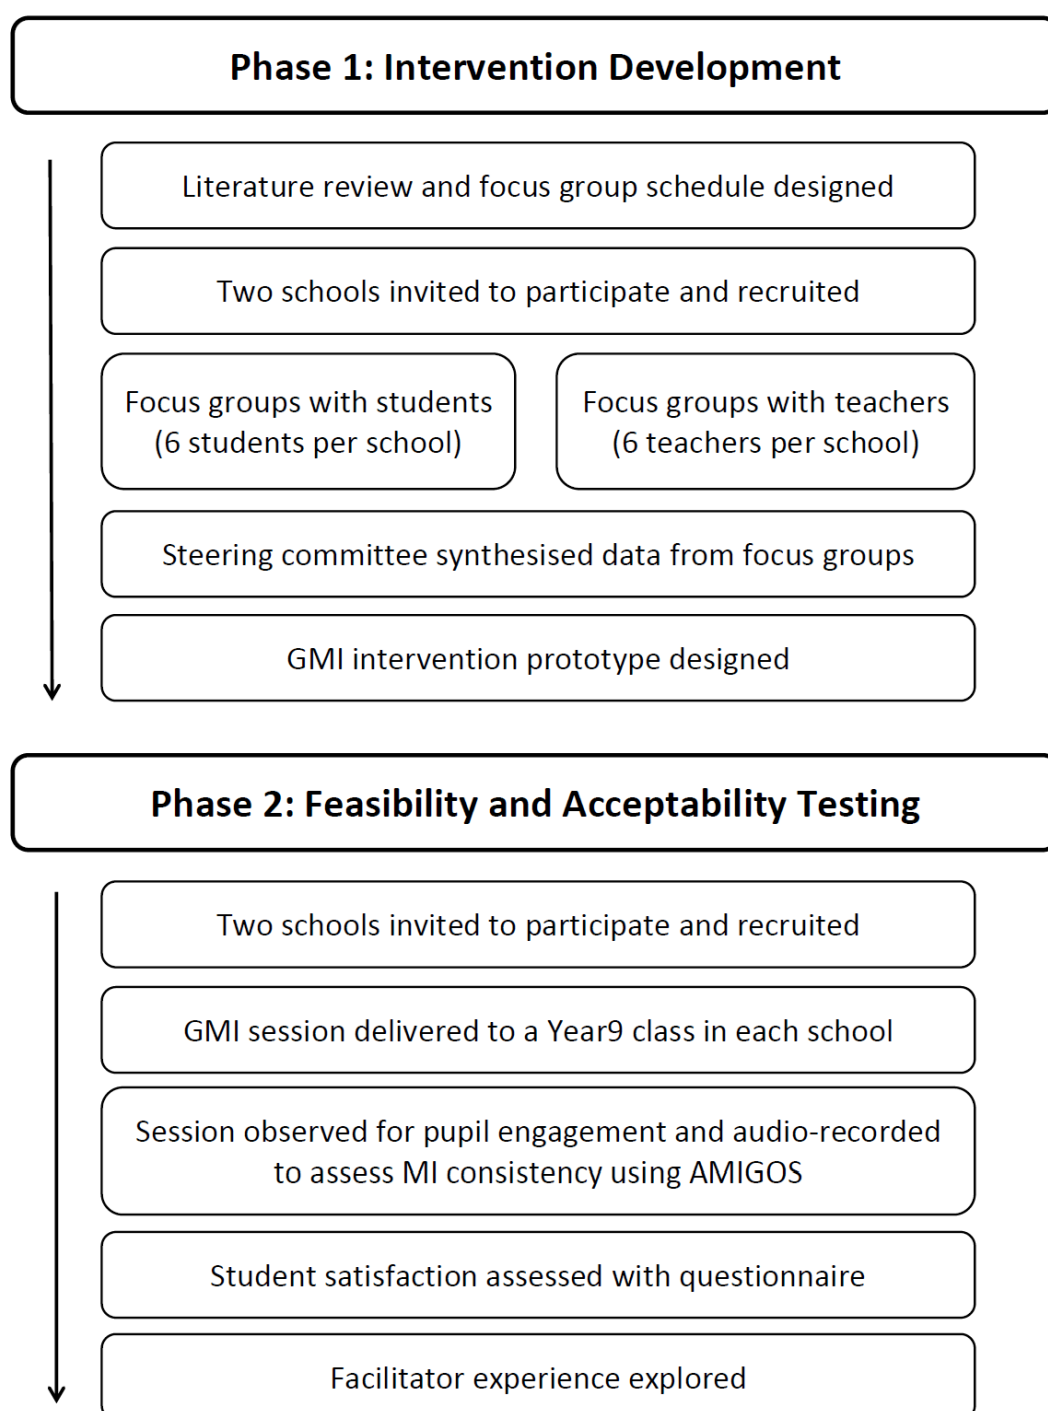 Phase 1: Intervention Development
Literature review and focus group schedule designed
Two schools invited to participate and recruited
Focus groups with students
(6 students per school)
Focus groups with teachers
(6 teachers per school)
Steering committee synthesised data from focus groups
GMI intervention prototype designed
Phase 2: Feasibility and Acceptability Testing
Two schools invited to participate and recruited
GMI session delivered to a Year9 class in each school
Session observed for pupil engagement and audio-recorded
to assess MI consistency using AMIGOS
Student satisfaction assessed with questionnaire
Facilitator experience explored